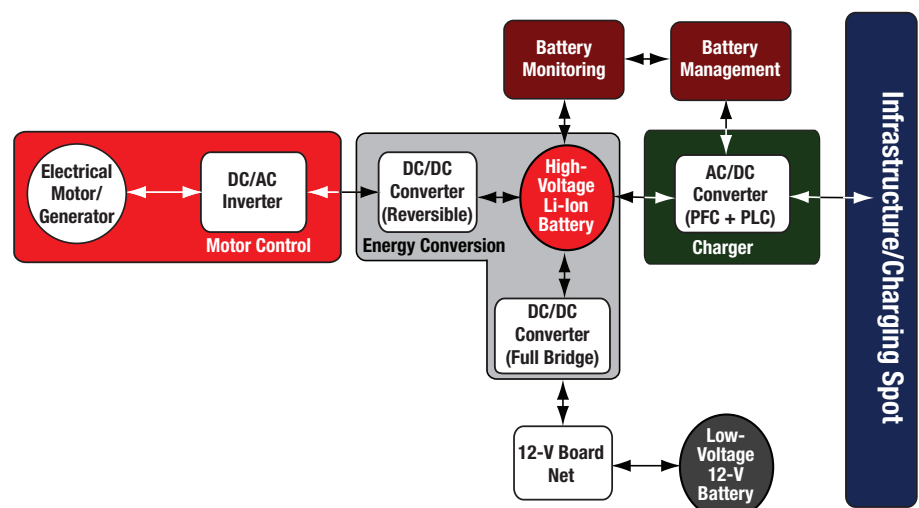 Battery
Monitoring
Battery
Management
Electrical
Motor/
Generator
DC/AC
Inverter
Motor Control
DC/DC
Converter
(Reversible)
Energy Conversion
High-
Voltage
Li-Ion
Battery
AC/DC
Converter
(PFC + PLC)
Charger
Infrastructure/Charging Spot
DC/DC
Converter
(Full Bridge)
12-V Board
Net
Low-
Voltage
12-V
Battery